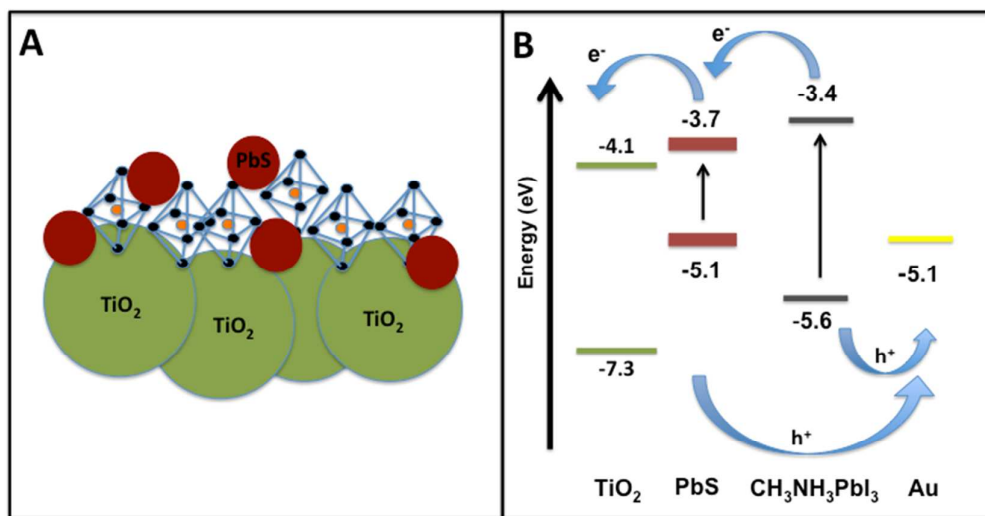 A
PbS
TiO₂
TiO₂
TiO₂
B
e⁻
e⁻
-3.4
-3.7
-4.1
Energy (eV)
-5.1
-5.1
-5.6
-7.3
h⁺
h⁺
TiO₂
PbS
CH₃NH₃PbI₃
Au